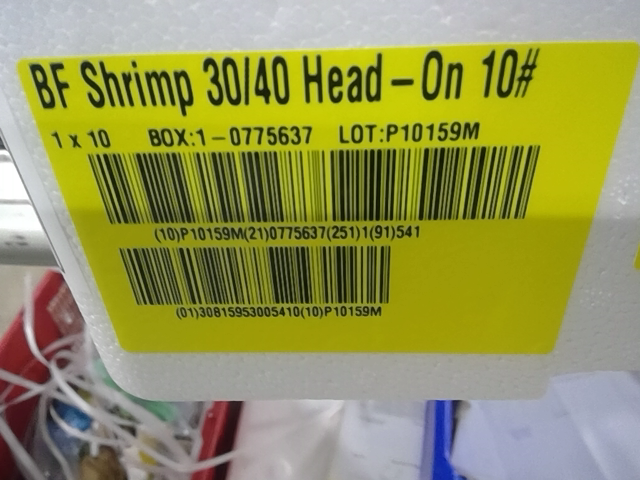 BF Shrimp 30/40 Head-On 10#
1 x 10 BOX:1-0775637 LOT:P10159M
(10)P10159M(21)0775637(251)1(91)541
(01)30815953005410(10)P10159M